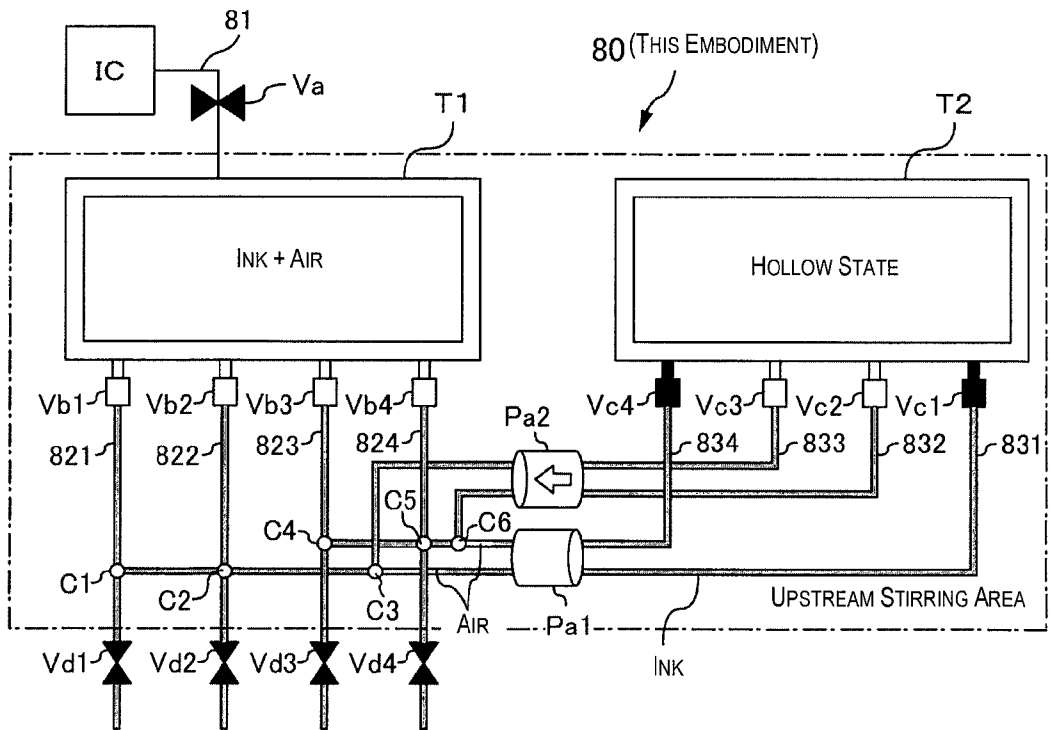 81
80 (THIS EMBODIMENT)
IC
Va
T1
T2
INK + AIR
HOLLOW STATE
Vb1
Vb2
Vb3
Vb4
Vc4
Vc3
Vc2
Vc1
Pa2
821
822
823
824
834
833
832
831
C4
C5
C6
C1
C2
C3
AIR
Pa1
UPSTREAM STIRRING AREA
INK
Vd1
Vd2
Vd3
Vd4